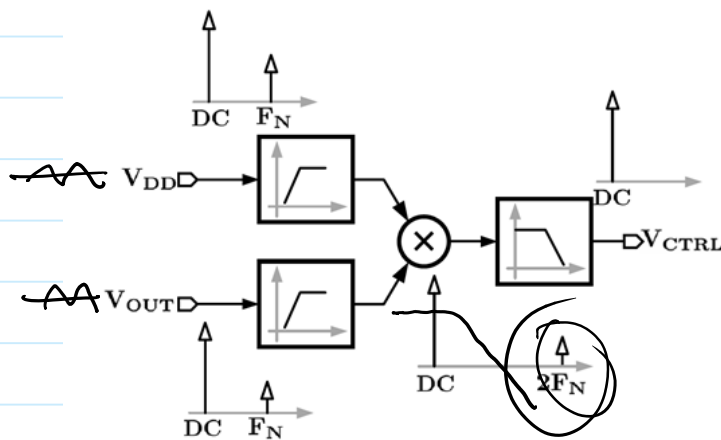 DC F_N
V_DD
DC
V_CTRL
V_OUT
DC 2F_N
DC F_N